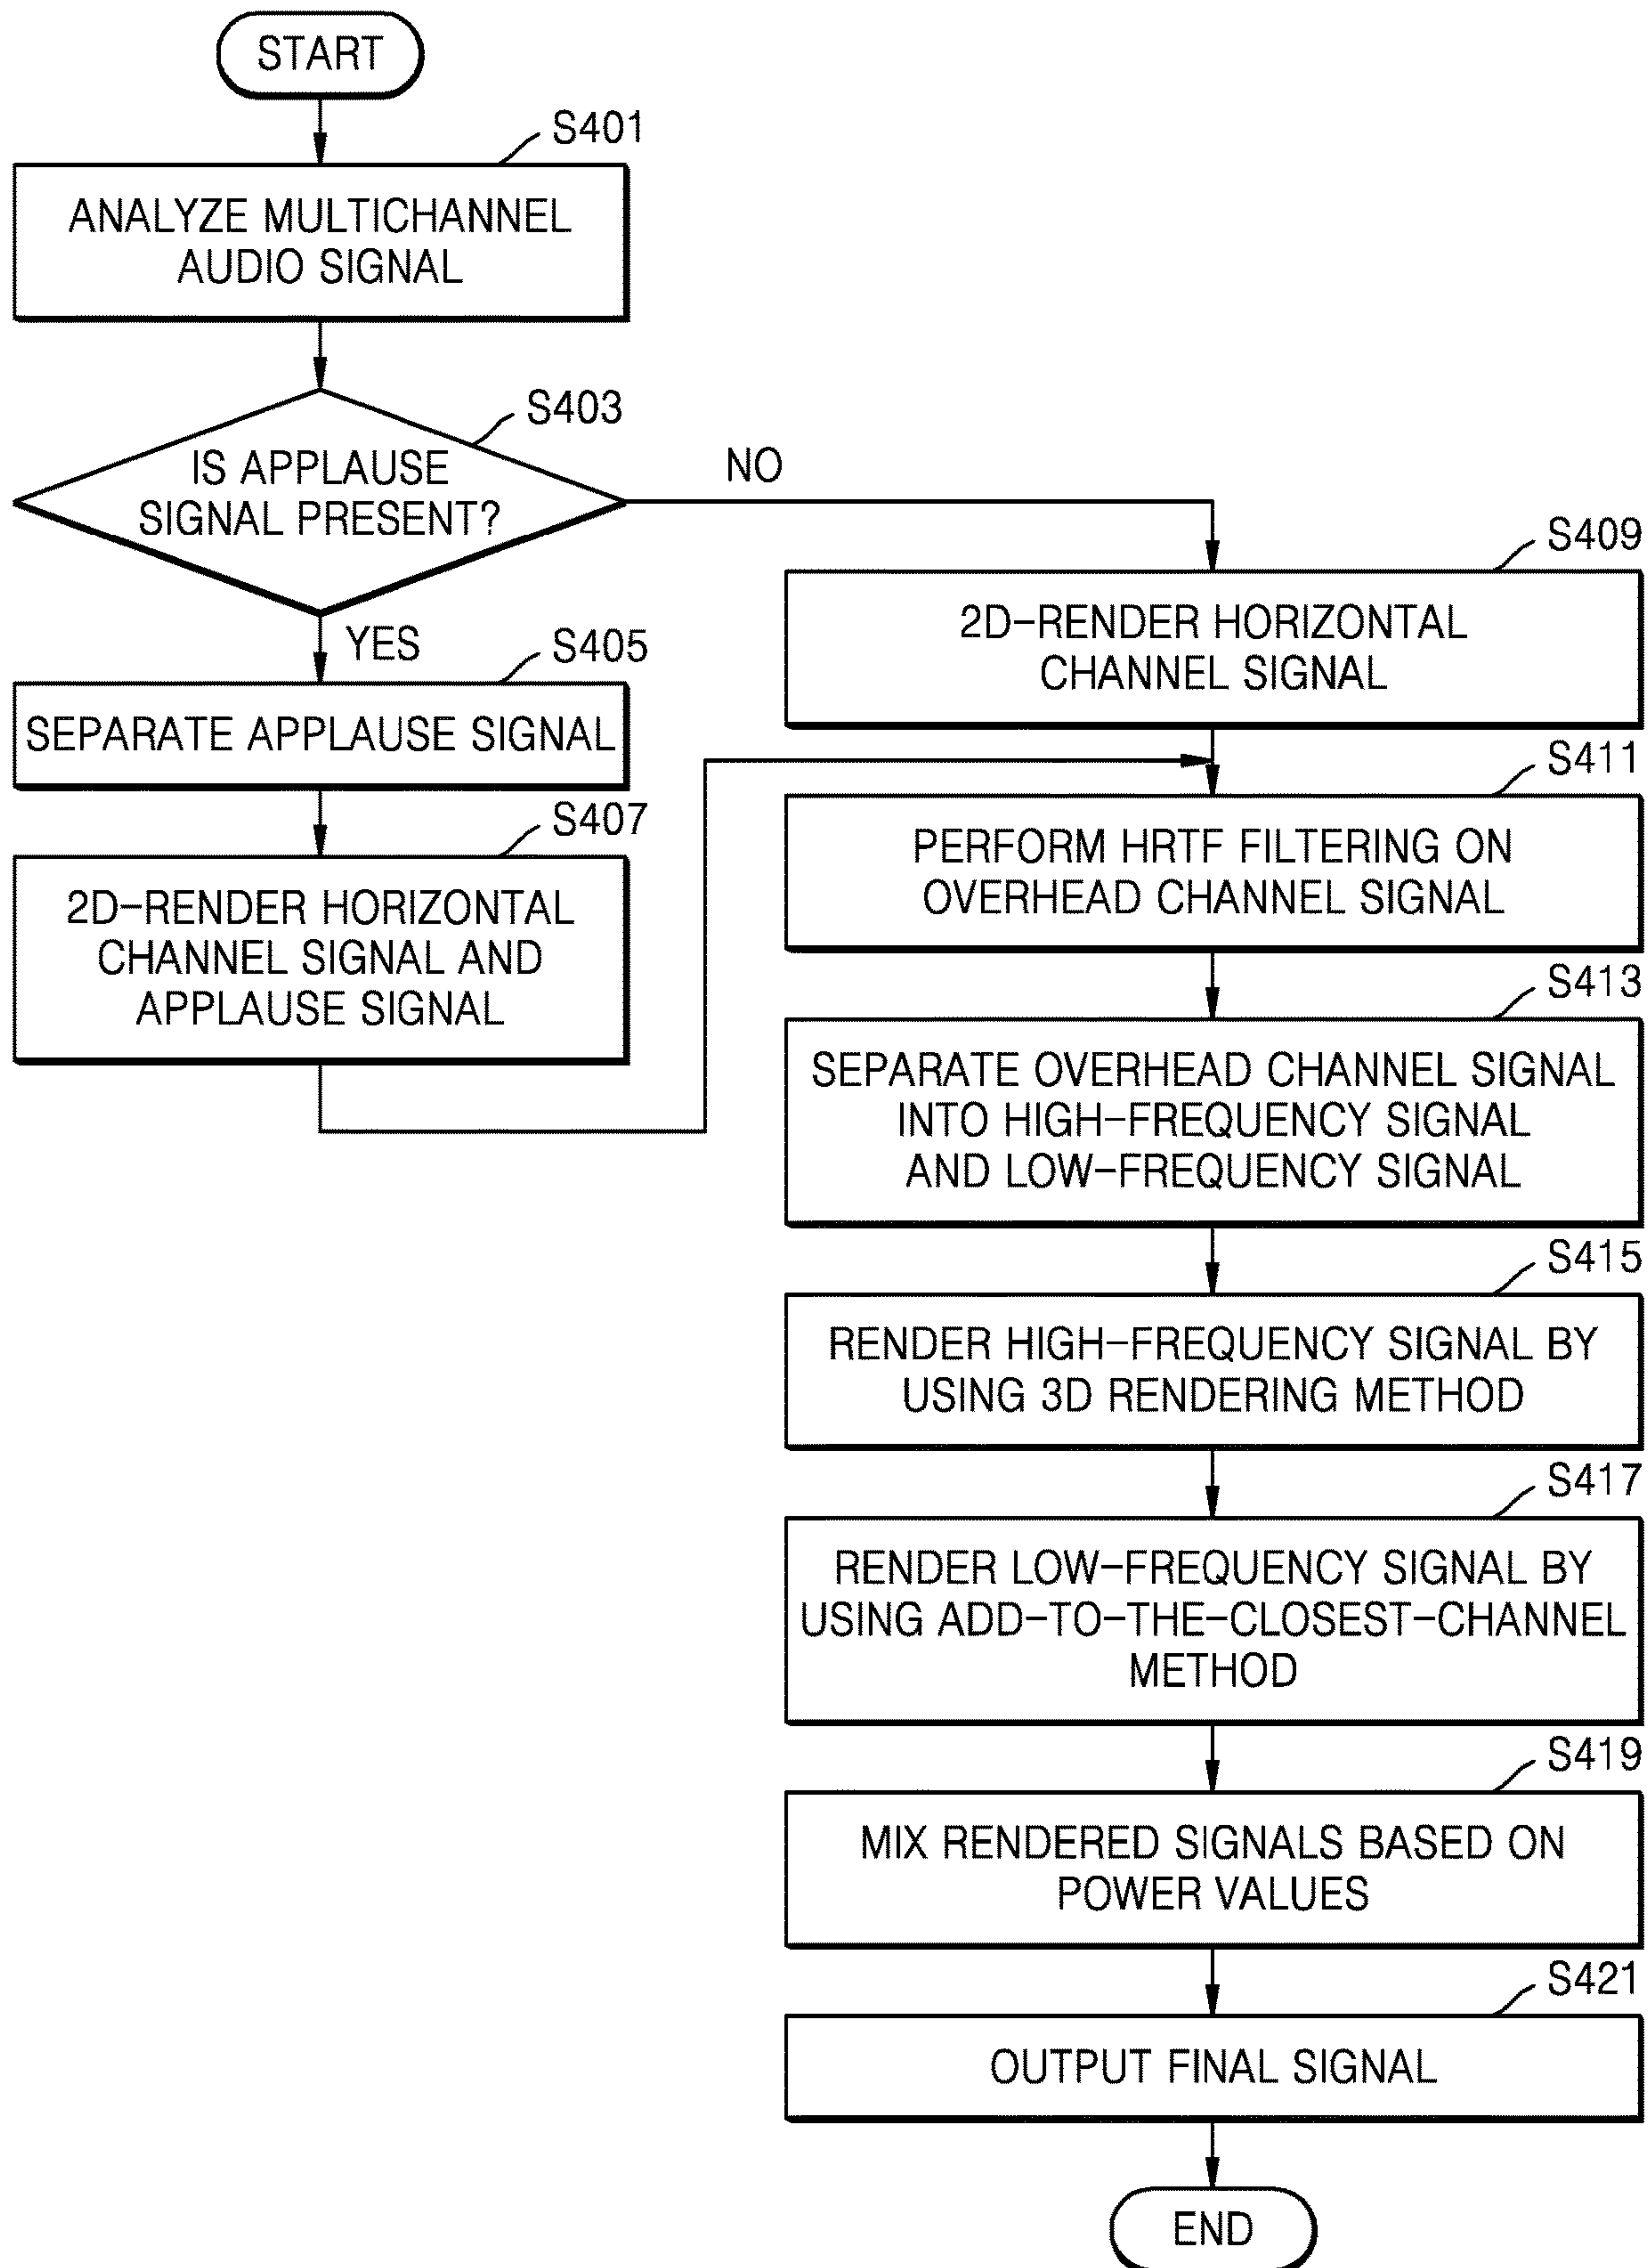 START
S401
ANALYZE MULTICHANNEL
AUDIO SIGNAL
S403
IS APPLAUSE
SIGNAL PRESENT?
NO
YES
S405
SEPARATE APPLAUSE SIGNAL
S407
2D-RENDER HORIZONTAL
CHANNEL SIGNAL AND
APPLAUSE SIGNAL
S409
2D-RENDER HORIZONTAL
CHANNEL SIGNAL
S411
PERFORM HRTF FILTERING ON
OVERHEAD CHANNEL SIGNAL
S413
SEPARATE OVERHEAD CHANNEL SIGNAL
INTO HIGH-FREQUENCY SIGNAL
AND LOW-FREQUENCY SIGNAL
S415
RENDER HIGH-FREQUENCY SIGNAL BY
USING 3D RENDERING METHOD
S417
RENDER LOW-FREQUENCY SIGNAL BY
USING ADD-TO-THE-CLOSEST-CHANNEL
METHOD
S419
MIX RENDERED SIGNALS BASED ON
POWER VALUES
S421
OUTPUT FINAL SIGNAL
END